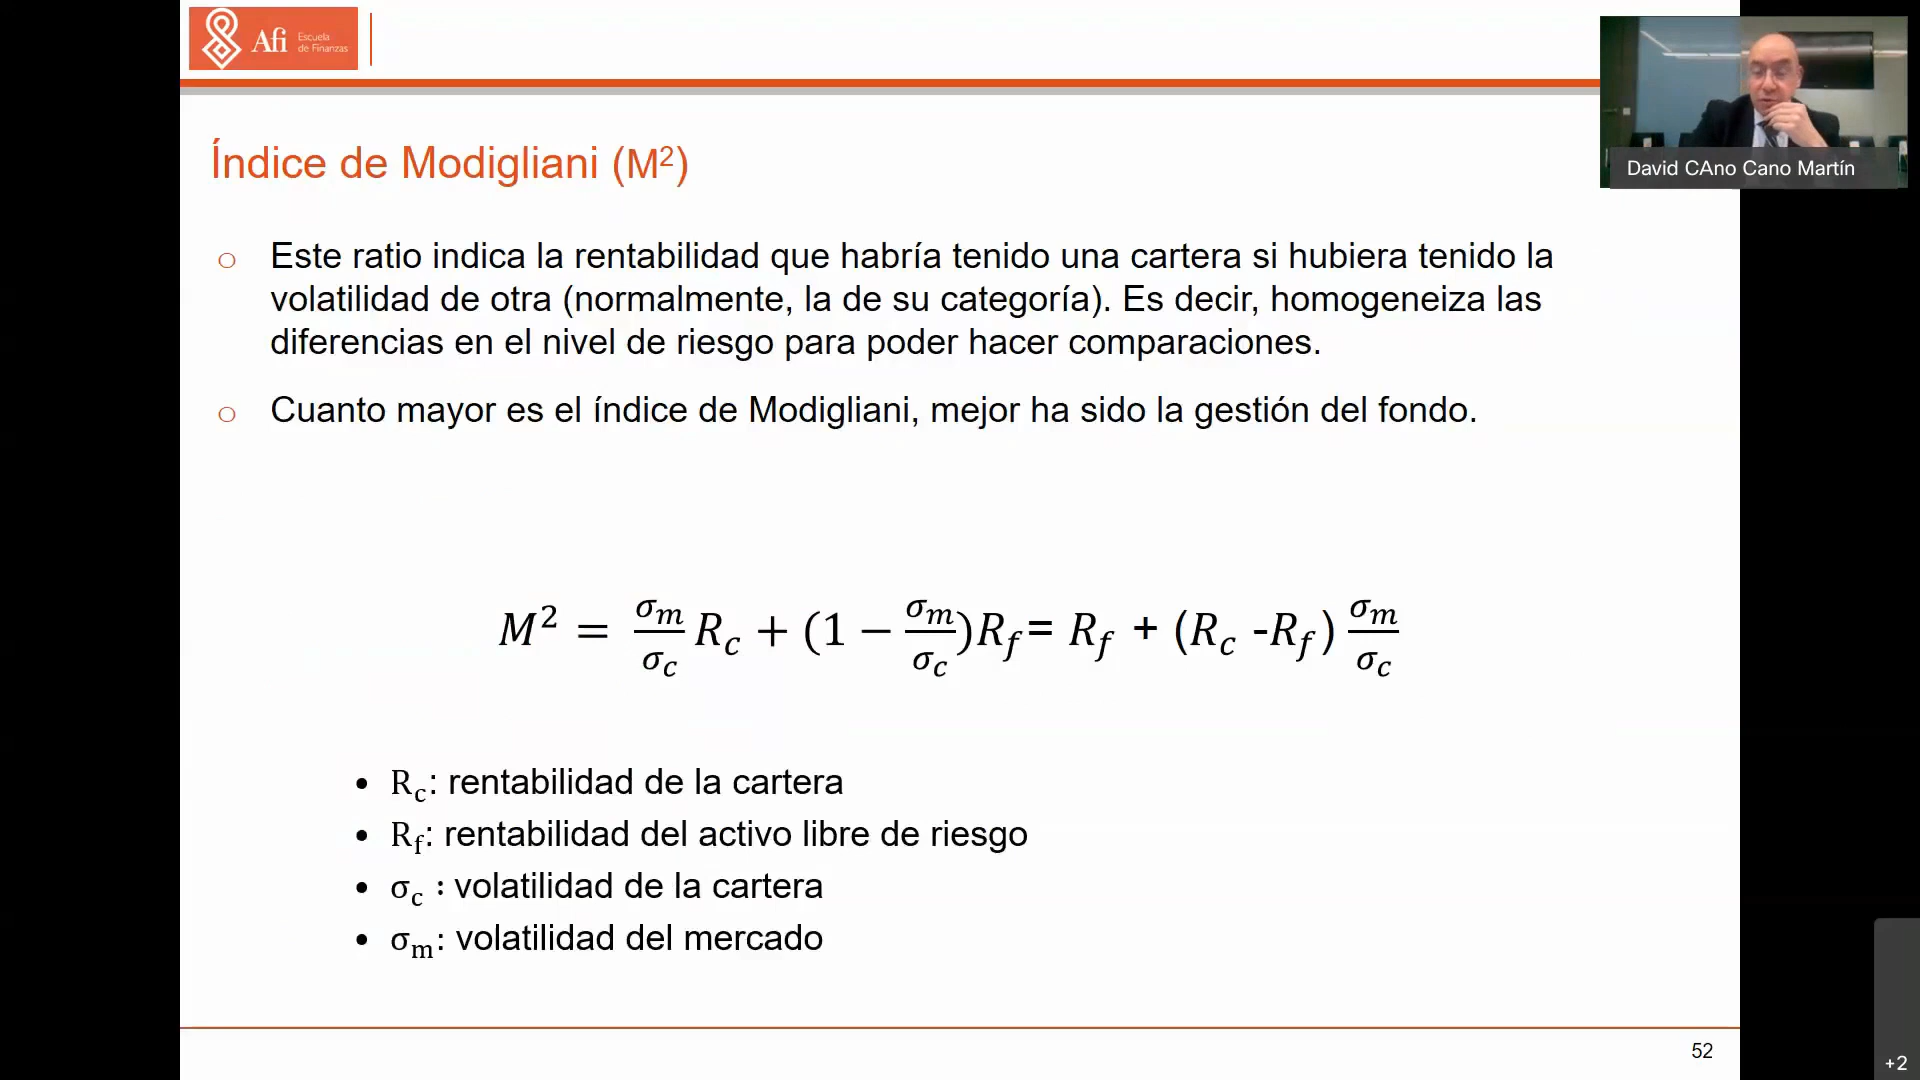 Afi Escuela
de Finanzas
David CAno Cano Martín
Índice de Modigliani (M²)
o Este ratio indica la rentabilidad que habría tenido una cartera si hubiera tenido la
volatilidad de otra (normalmente, la de su categoría). Es decir, homogeneiza las
diferencias en el nivel de riesgo para poder hacer comparaciones.
o Cuanto mayor es el índice de Modigliani, mejor ha sido la gestión del fondo.
M² = σm/σc Rc + (1 − σm/σc)Rf= Rf + (Rc -Rf) σm/σc
• Rc: rentabilidad de la cartera
• Rf: rentabilidad del activo libre de riesgo
• σc : volatilidad de la cartera
• σm: volatilidad del mercado
52
+2